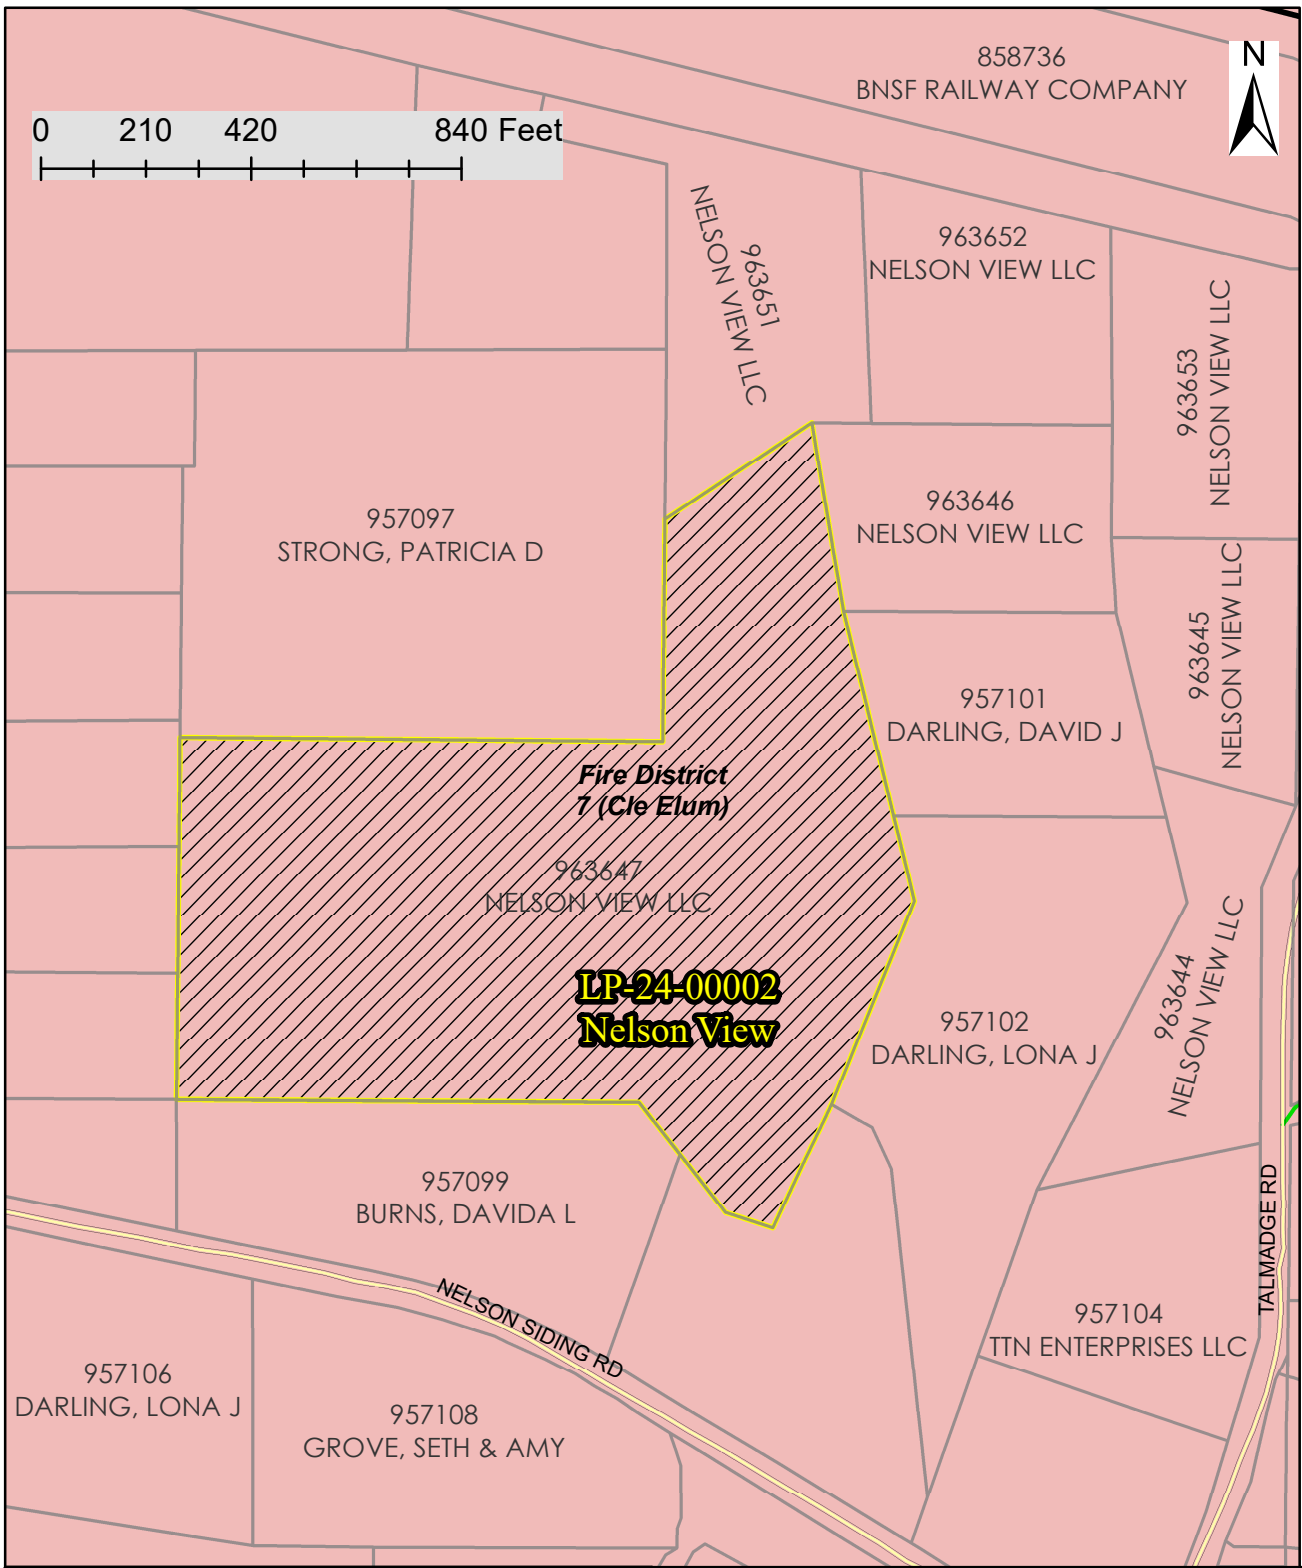 858736
BNSF RAILWAY COMPANY
N
0 210 420 840 Feet
963651
NELSON VIEW LLC
963652
NELSON VIEW LLC
963653
NELSON VIEW LLC
957097
STRONG, PATRICIA D
963646
NELSON VIEW LLC
963645
NELSON VIEW LLC
957101
DARLING, DAVID J
Fire District
7 (Cle Elum)
963647
NELSON VIEW LLC
LP-24-00002
Nelson View
957102
DARLING, LONA J
963644
NELSON VIEW LLC
957099
BURNS, DAVIDA L
TALMADGE RD
NELSON SIDING RD
957104
TTN ENTERPRISES LLC
957106
DARLING, LONA J
957108
GROVE, SETH & AMY